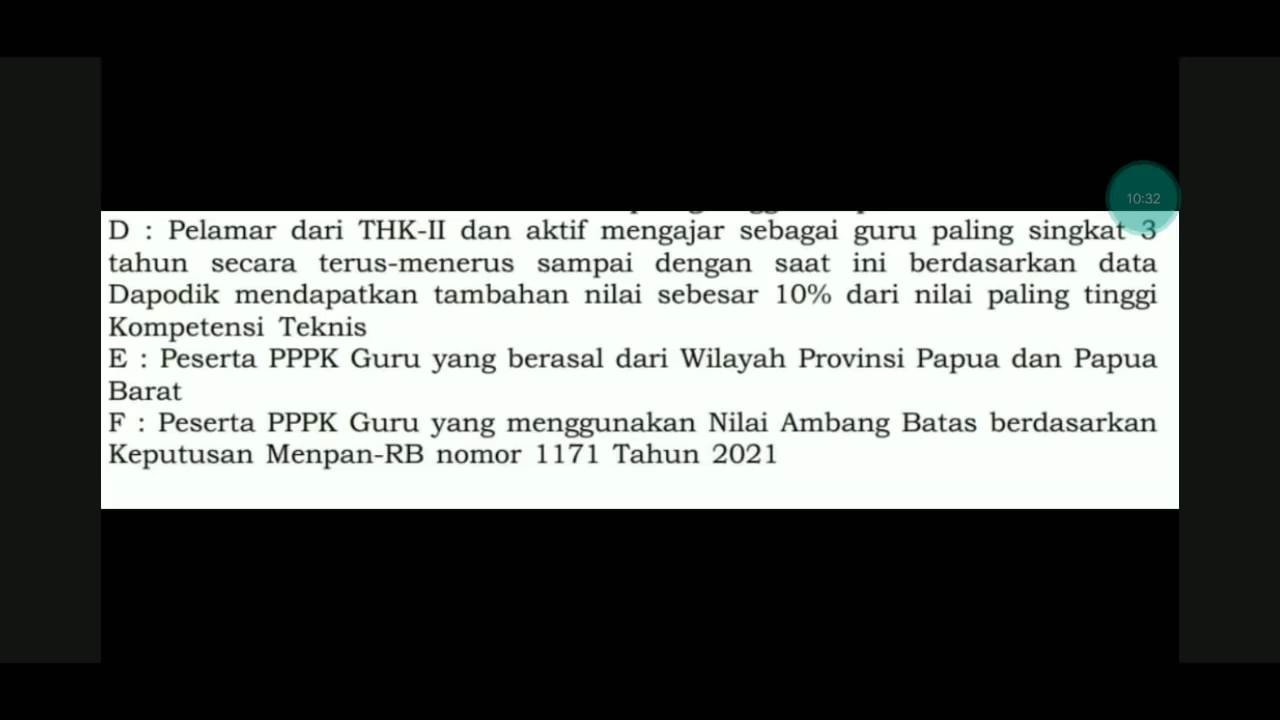 10:32
D : Pelamar dari THK-II dan aktif mengajar sebagai guru paling singkat 3
tahun secara terus-menerus sampai dengan saat ini berdasarkan data
Dapodik mendapatkan tambahan nilai sebesar 10% dari nilai paling tinggi
Kompetensi Teknis
E : Peserta PPPK Guru yang berasal dari Wilayah Provinsi Papua dan Papua
Barat
F : Peserta PPPK Guru yang menggunakan Nilai Ambang Batas berdasarkan
Keputusan Menpan-RB nomor 1171 Tahun 2021